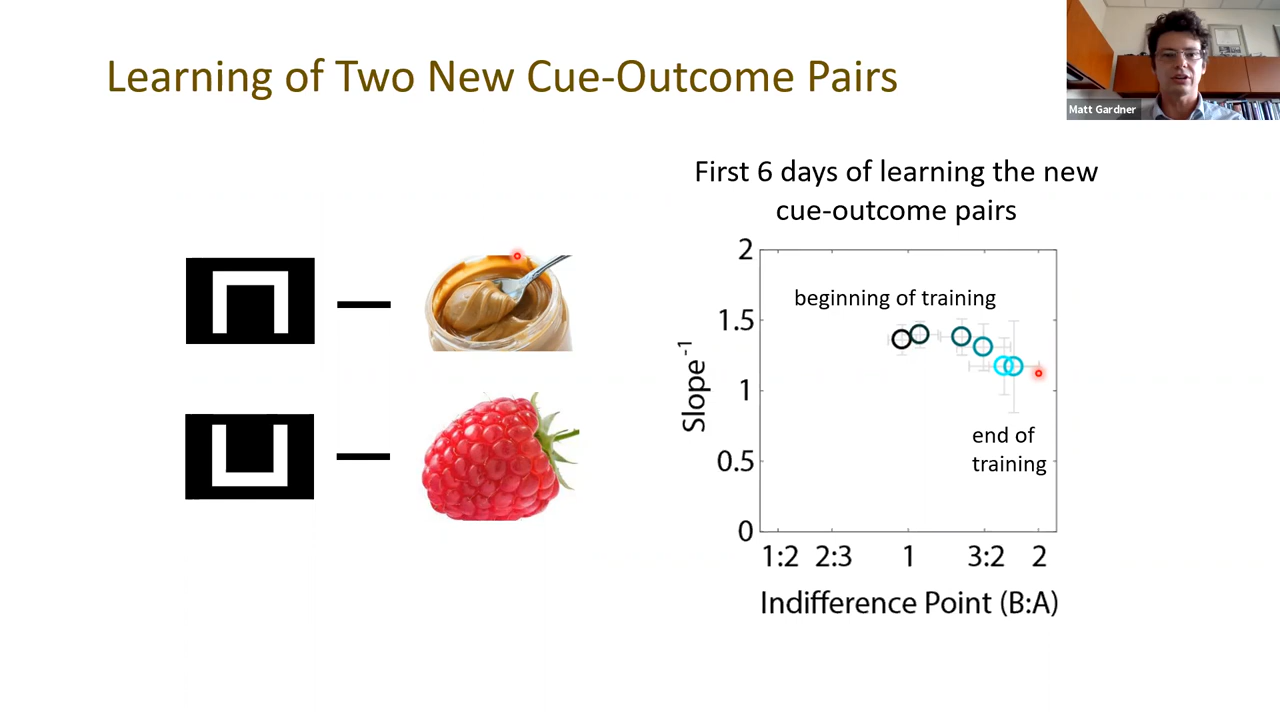 Learning of Two New Cue-Outcome Pairs
Matt Gardner
First 6 days of learning the new
cue-outcome pairs
2
1.5
1
0.5
0
Slope⁻¹
beginning of training
end of
training
1:2 2:3 1 3:2 2
Indifference Point (B:A)